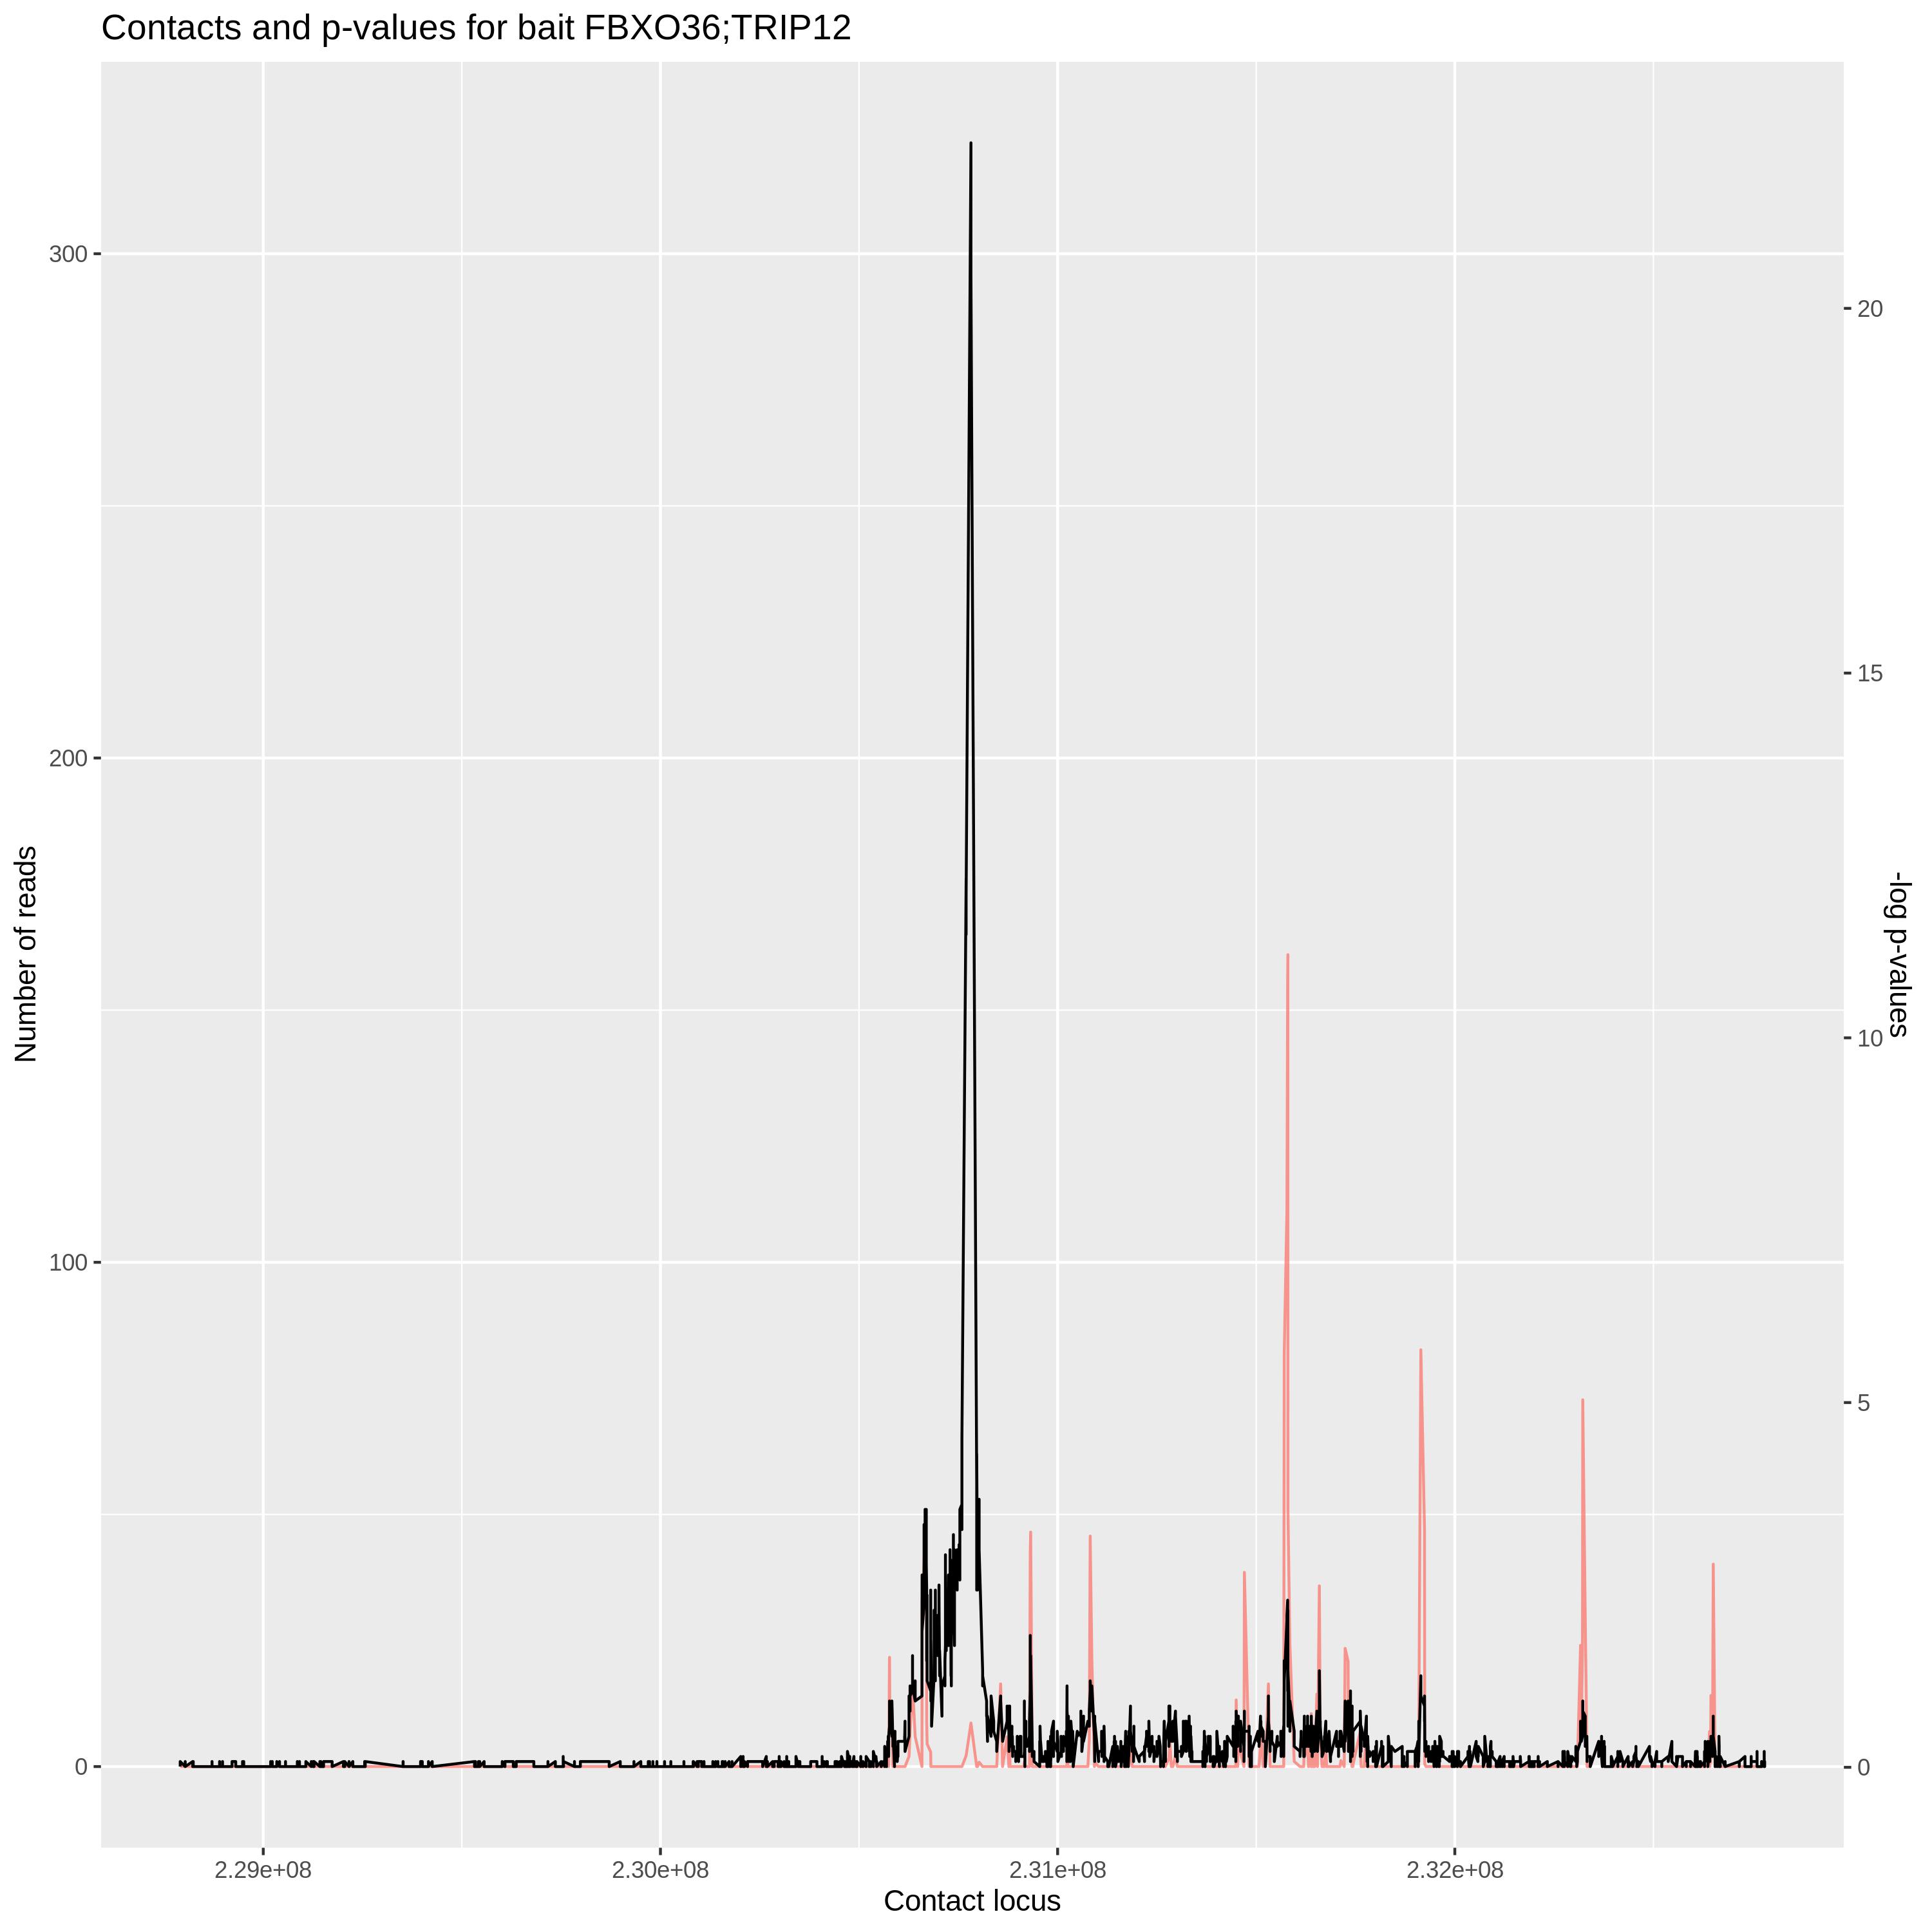 Contacts and p-values for bait FBXO36;TRIP12
300
200
100
0
Number of reads
20
15
10
5
0
-log p-values
2.29e+08
2.30e+08
2.31e+08
2.32e+08
Contact locus